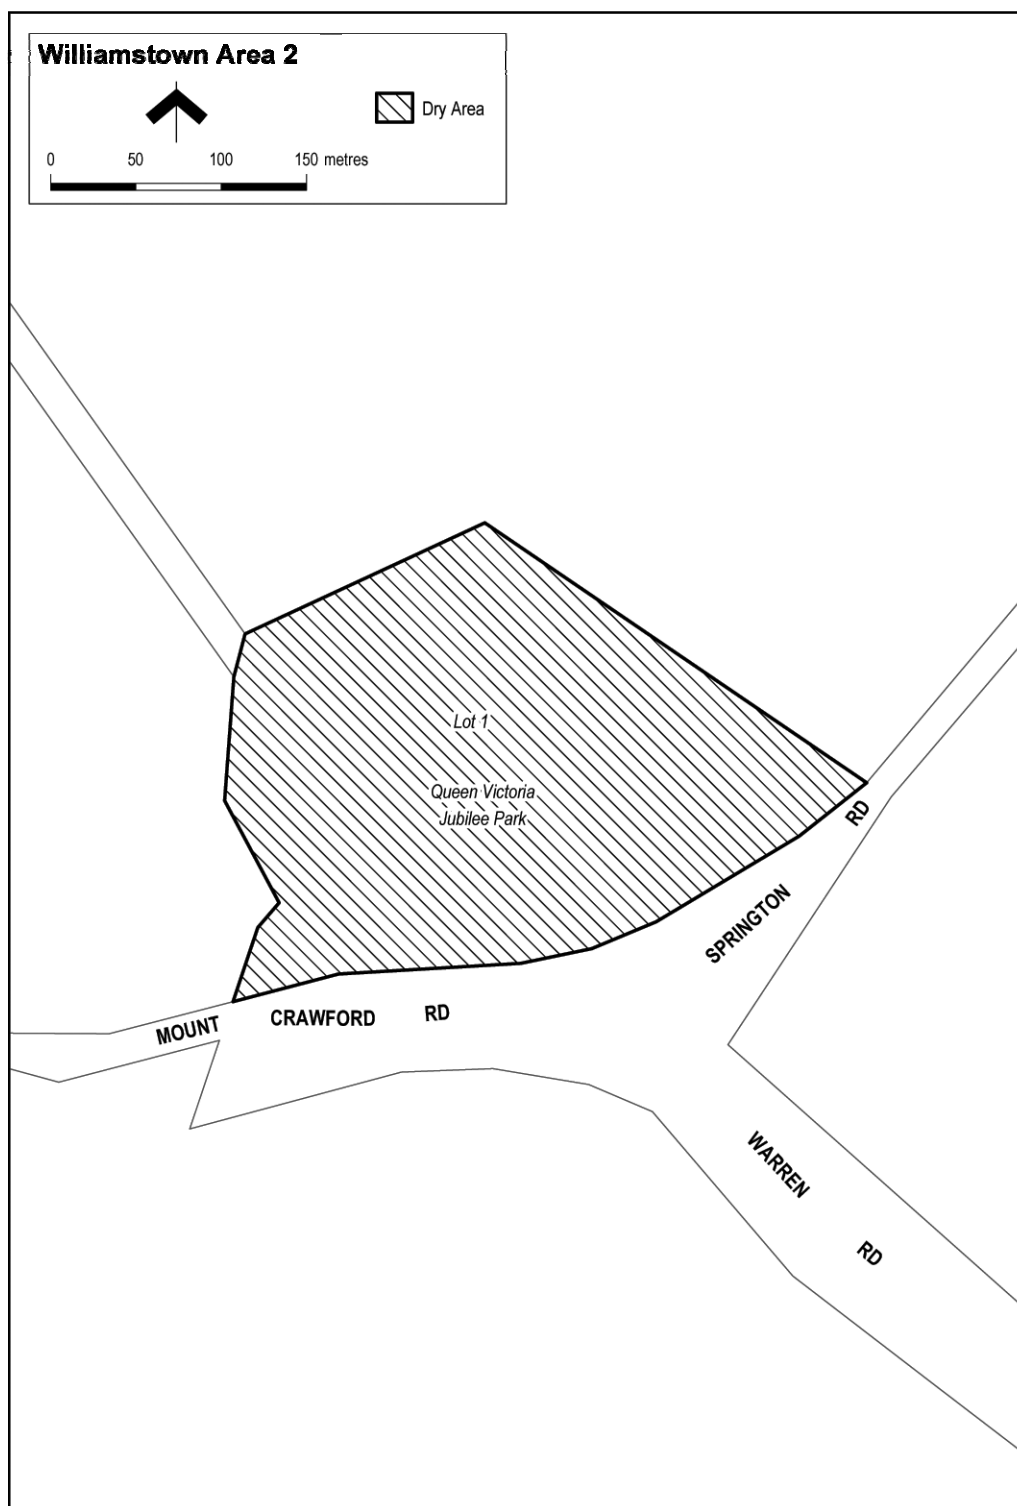 Williamstown Area 2
Dry Area
0 50 100 150 metres
Lot 1
Queen Victoria
Jubilee Park
RD
SPRINGTON
MOUNT CRAWFORD RD
WARREN
RD